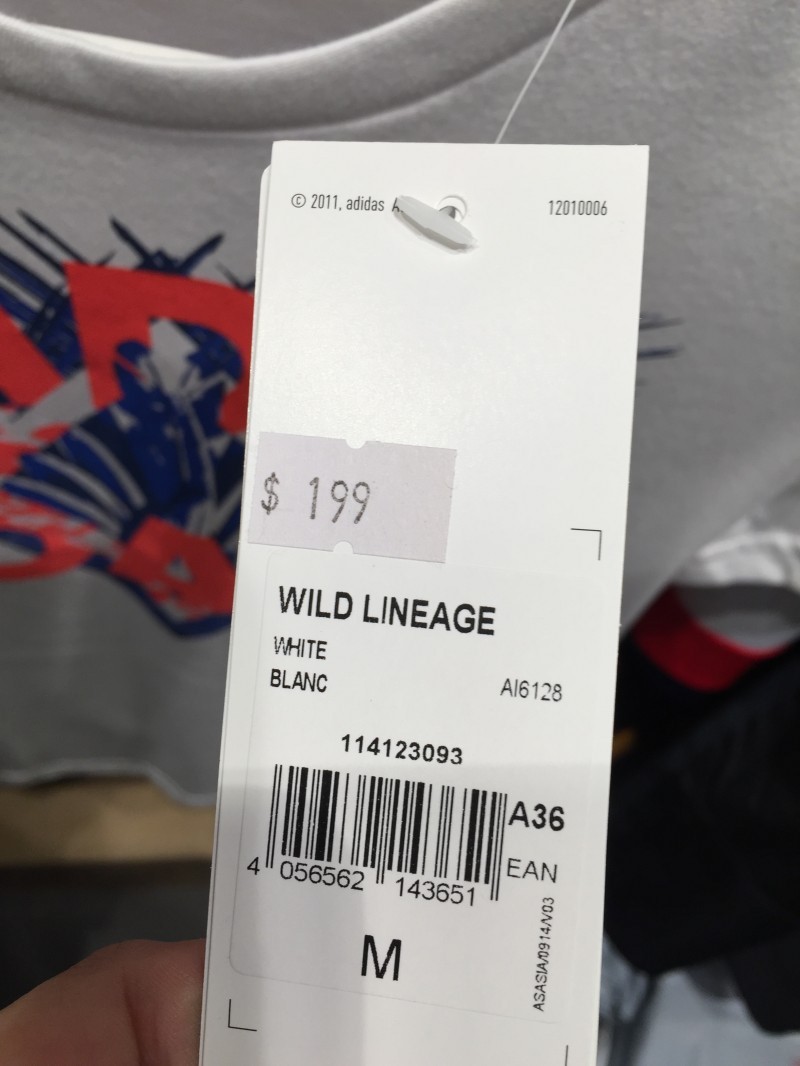 © 2011, adidas A
12010006
$ 199
WILD LINEAGE
WHITE
BLANC
AI6128
114123093
A36
4 056562 143651
EAN
M
ASASIA/0914/V03